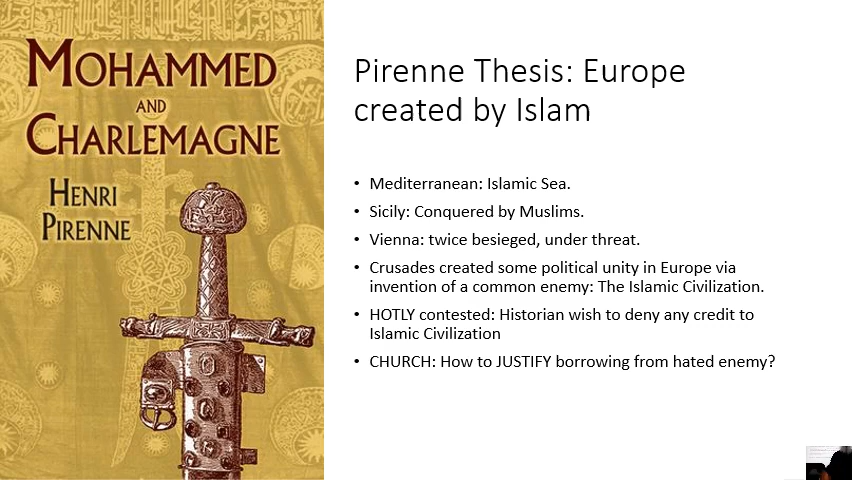 MOHAMMED
AND
CHARLEMAGNE
HENRI
PIRENNE
Pirenne Thesis: Europe
created by Islam
• Mediterranean: Islamic Sea.
• Sicily: Conquered by Muslims.
• Vienna: twice besieged, under threat.
• Crusades created some political unity in Europe via
invention of a common enemy: The Islamic Civilization.
• HOTLY contested: Historian wish to deny any credit to
Islamic Civilization
• CHURCH: How to JUSTIFY borrowing from hated enemy?